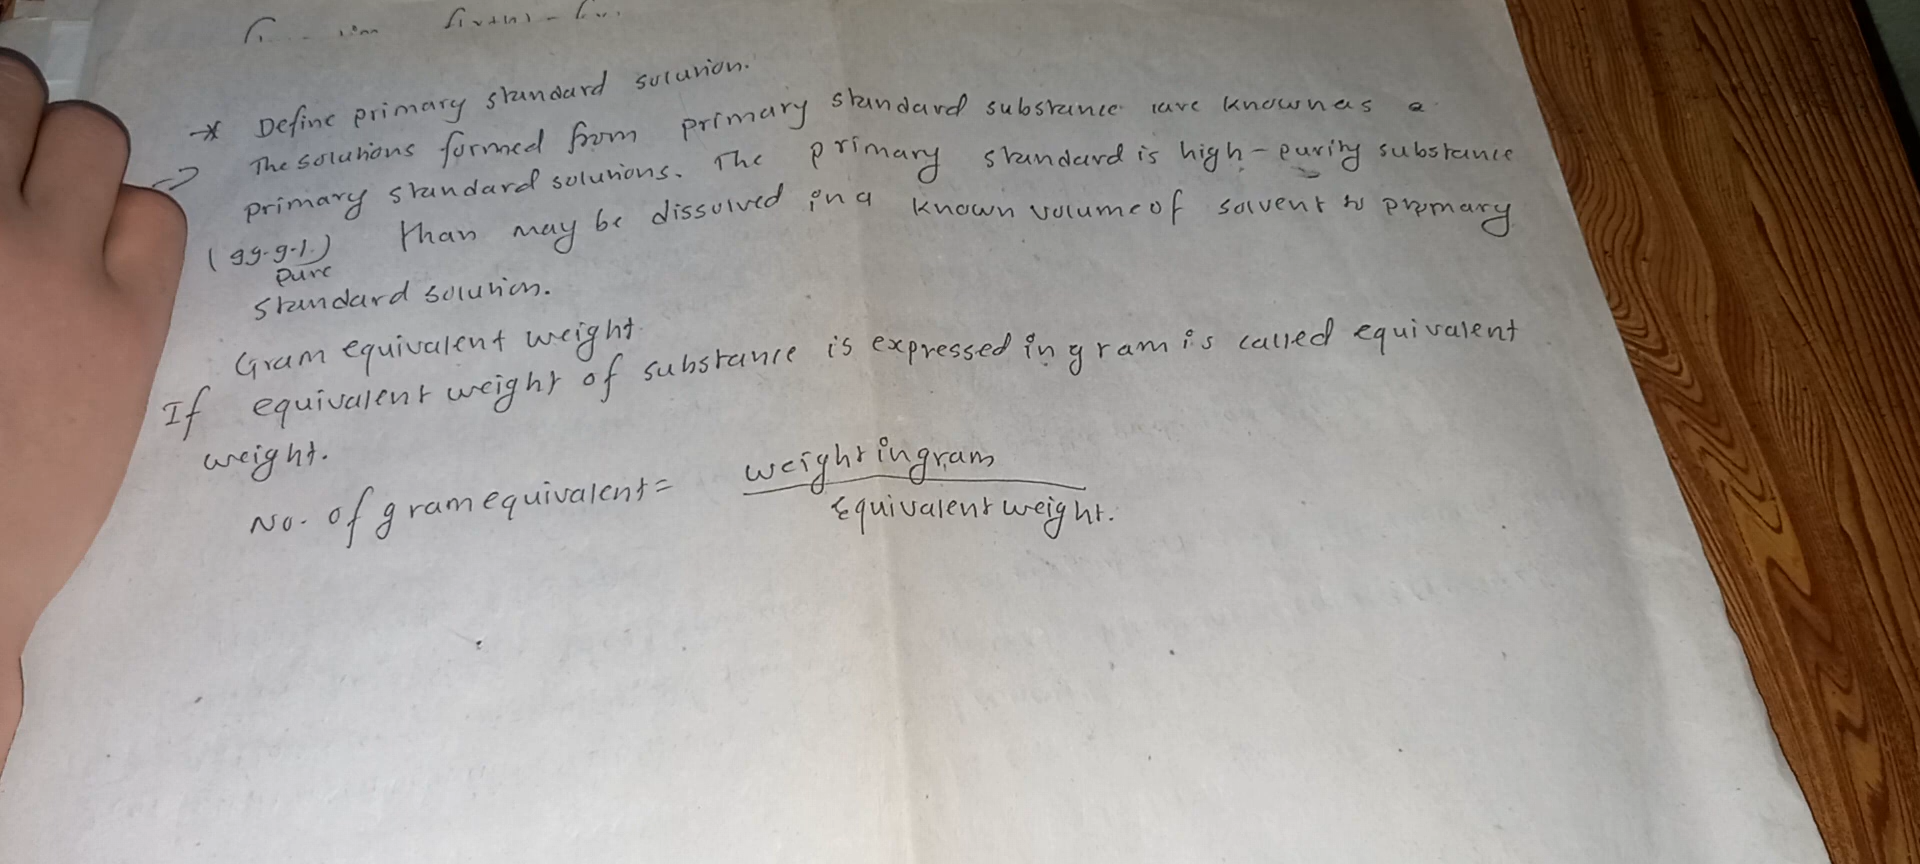 * Define primary standard solution.
=> The solutions formed from primary standard substance are known as a
primary standard solutions. The primary standard is high-purity substance
(99.9%) than may be dissolved in a known volume of solvent to primary
pure
standard solution.
Gram equivalent weight
If equivalent weight of substance is expressed in gram is called equivalent
weight.
No. of gram equivalent = weight in gram
Equivalent weight.